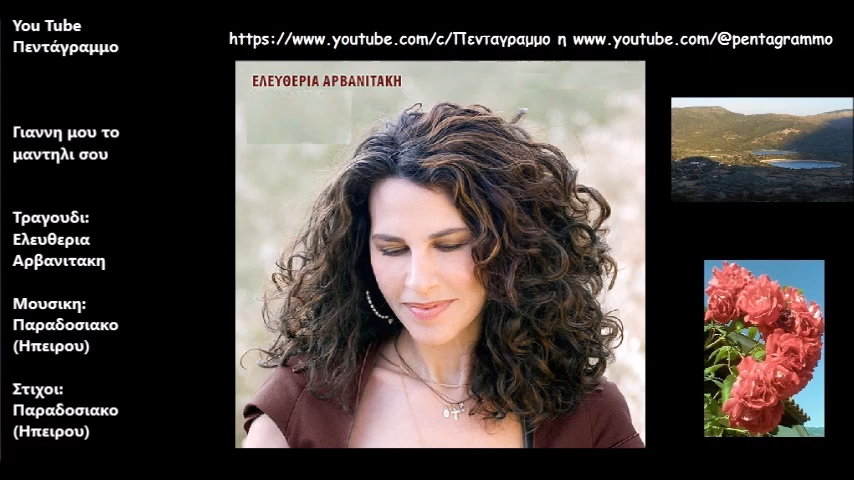 You Tube
Πεντάγραμμο
https://www.youtube.com/c/Πενταγραμμο η www.youtube.com/@pentagrammo
ΕΛΕΥΘΕΡΙΑ ΑΡΒΑΝΙΤΑΚΗ
Γιαννη μου το
μαντηλι σου
Τραγουδι:
Ελευθερια
Αρβανιτακη
Μουσικη:
Παραδοσιακο
(Ηπειρου)
Στιχοι:
Παραδοσιακο
(Ηπειρου)